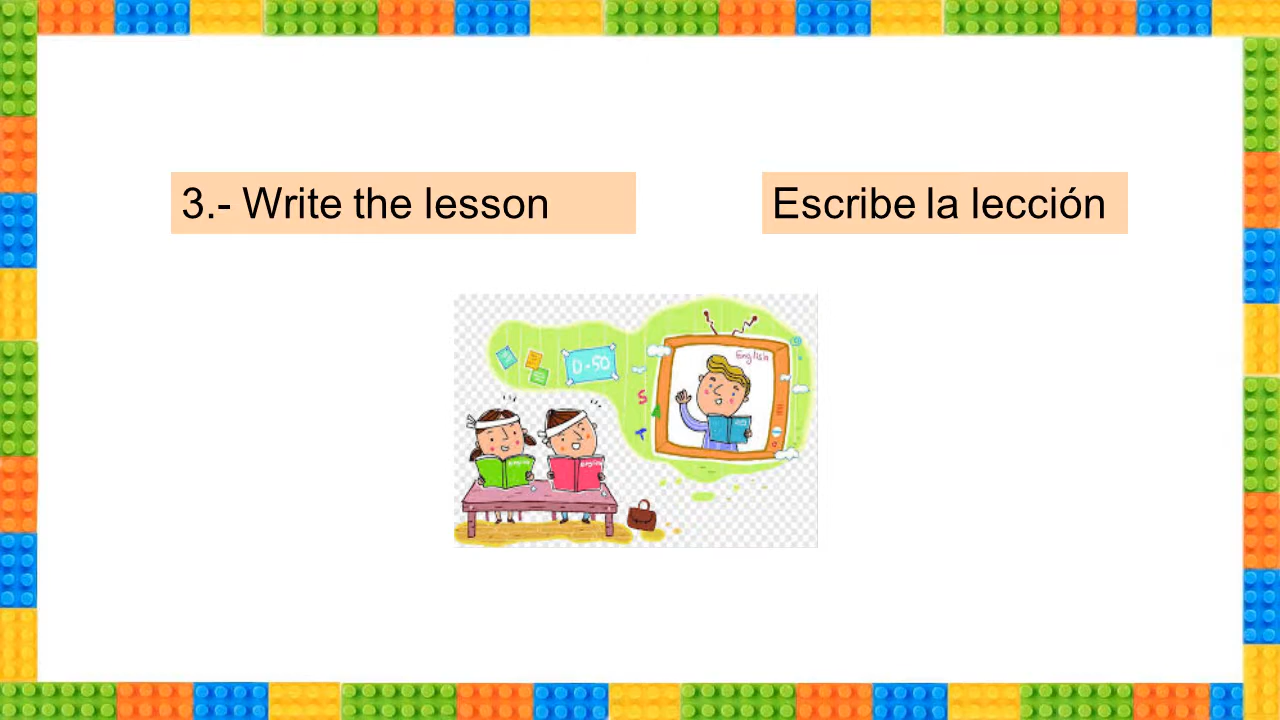 3.- Write the lesson
Escribe la lección
English
U-50
S
T